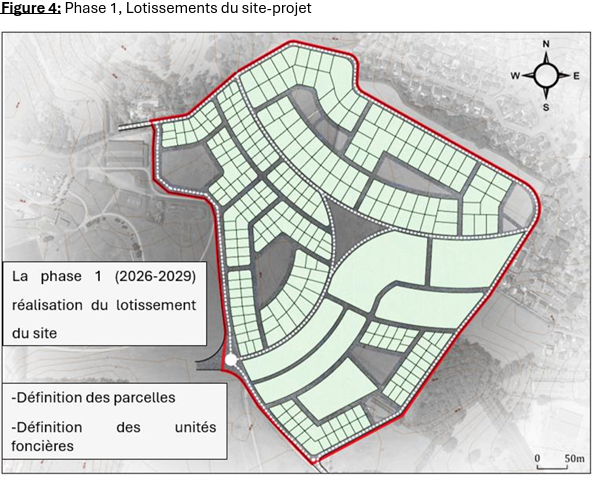 Figure 4: Phase 1, Lotissements du site-projet
N
W E
S
La phase 1 (2026-2029)
réalisation du lotissement
du site
-Définition des parcelles
-Définition des unités
foncières
0 50m